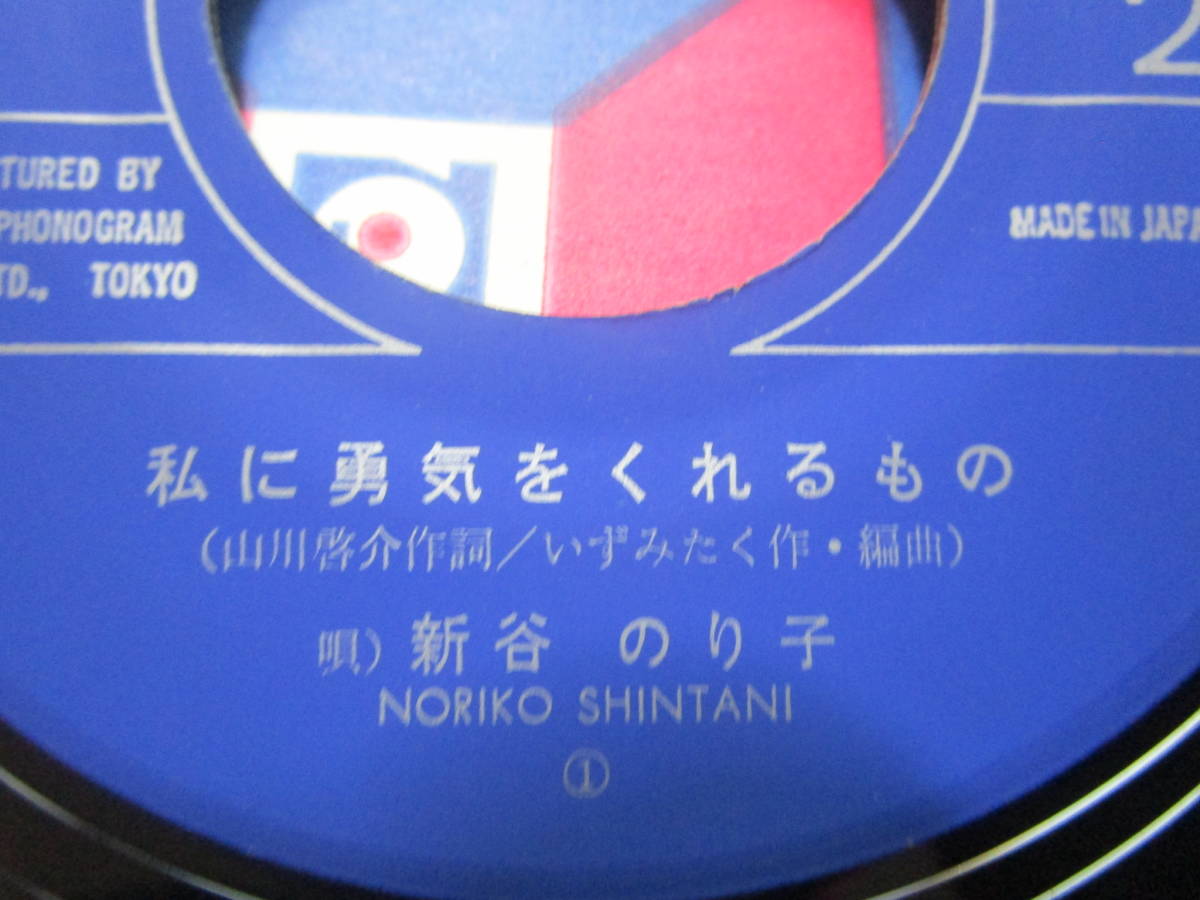 2
TURED BY
PHONOGRAM
TD., TOKYO
MADE IN JAPA
私に勇気をくれるもの
(山川啓介作詞/いずみたく作・編曲)
唄) 新谷 のり子
NORIKO SHINTANI
①